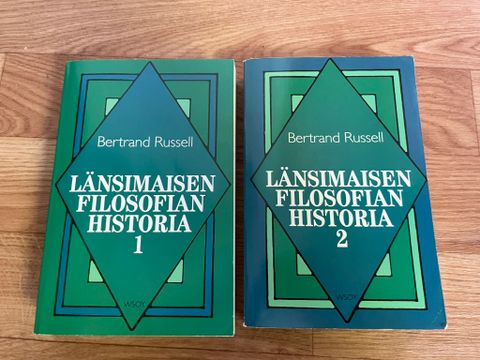 Bertrand Russell
LÄNSIMAISEN
FILOSOFIAN
HISTORIA
1
WSOY
Bertrand Russell
LÄNSIMAISEN
FILOSOFIAN
HISTORIA
2
WSOY